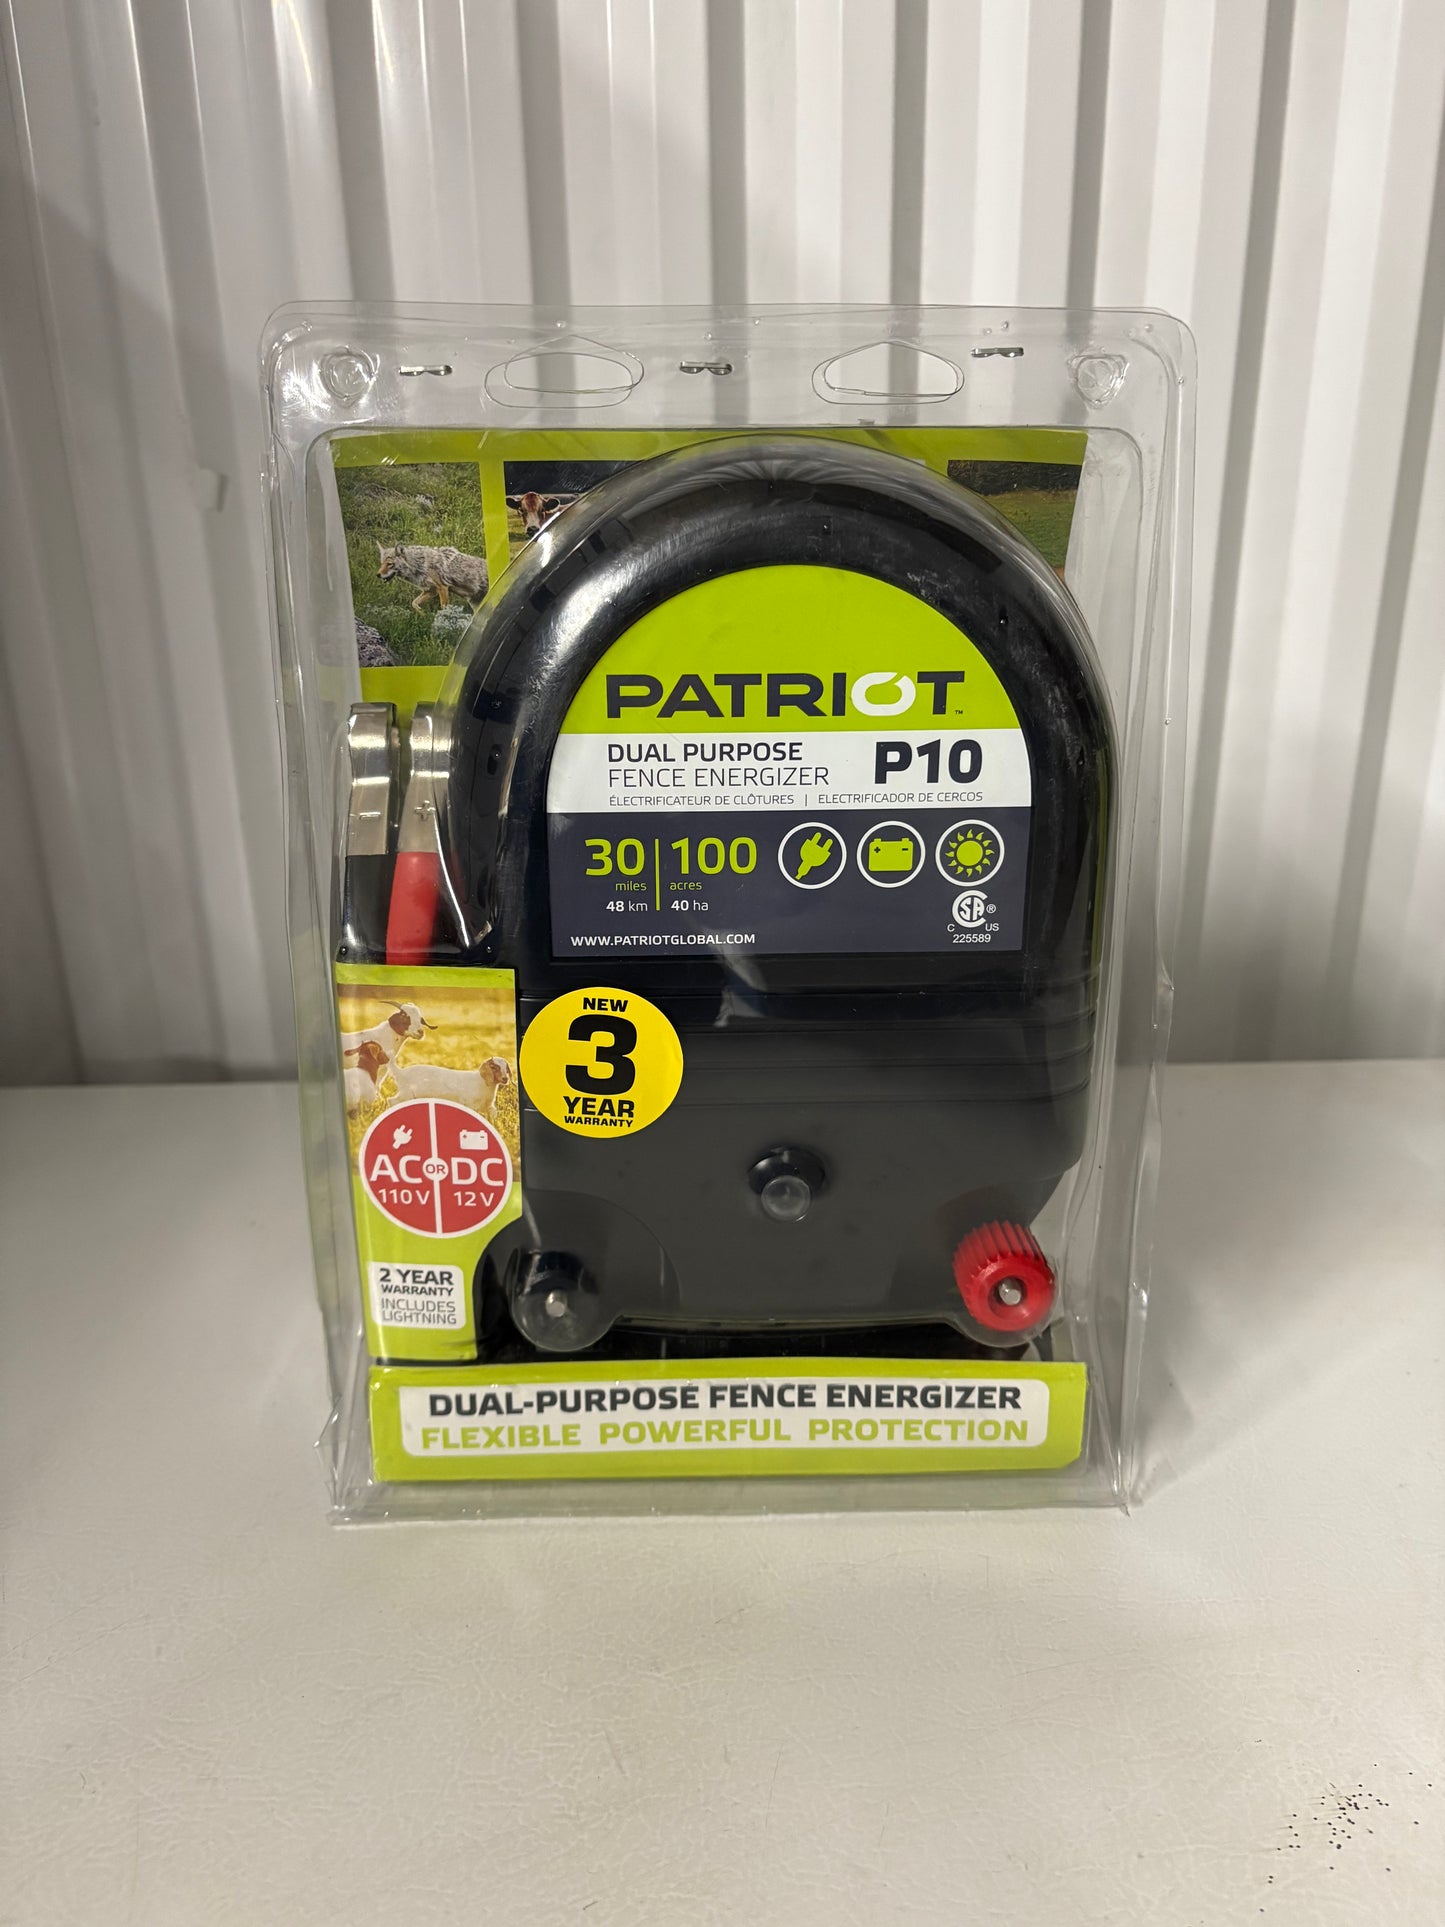 PATRIOT™
DUAL PURPOSE
FENCE ENERGIZER
P10
ÉLECTRIFICATEUR DE CLÔTURES | ELECTRIFICADOR DE CERCOS
30 | 100
miles acres
48 km 40 ha
WWW.PATRIOTGLOBAL.COM
SA®
C US
225589
NEW
3
YEAR
WARRANTY
AC OR DC
110 V 12 V
2 YEAR
WARRANTY
INCLUDES
LIGHTNING
DUAL-PURPOSE FENCE ENERGIZER
FLEXIBLE POWERFUL PROTECTION